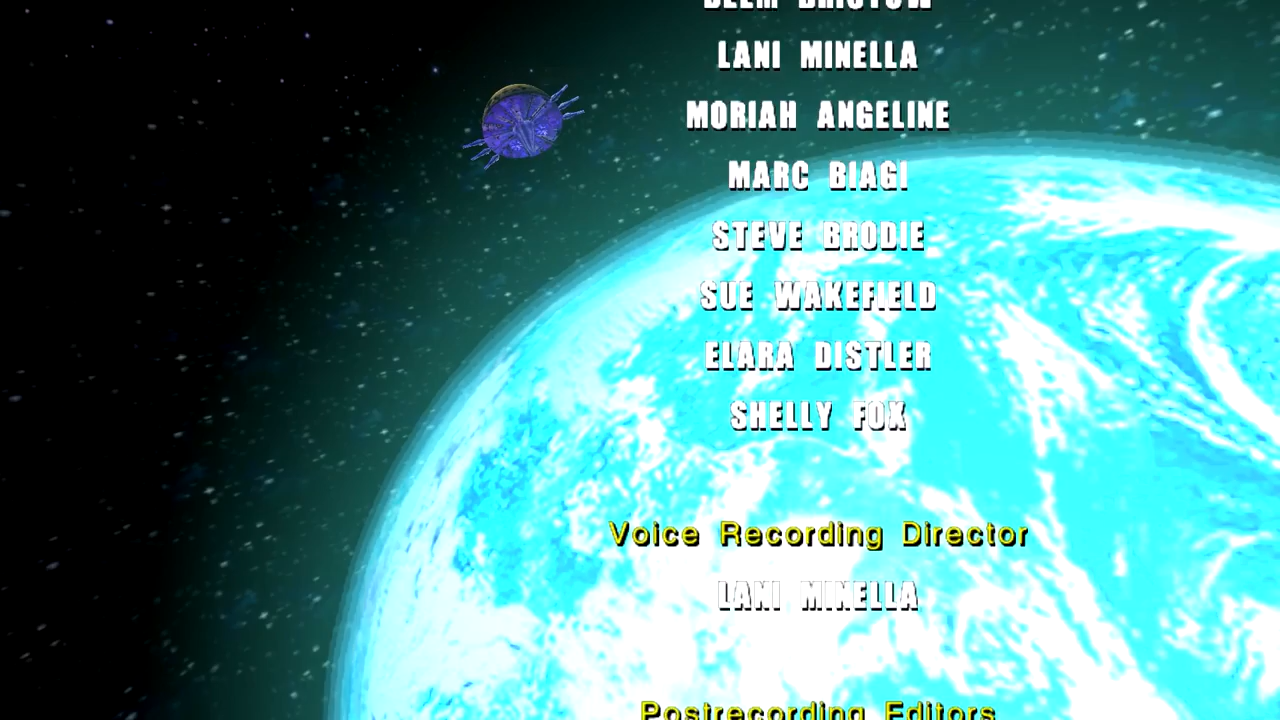 LANI MINELLA
MORIAH ANGELINE
MARC BIAGI
STEVE BRODIE
SUE WAKEFIELD
ELARA DISTLER
SHELLY FOX
Voice Recording Director
LANI MINELLA
Postrecording Editors